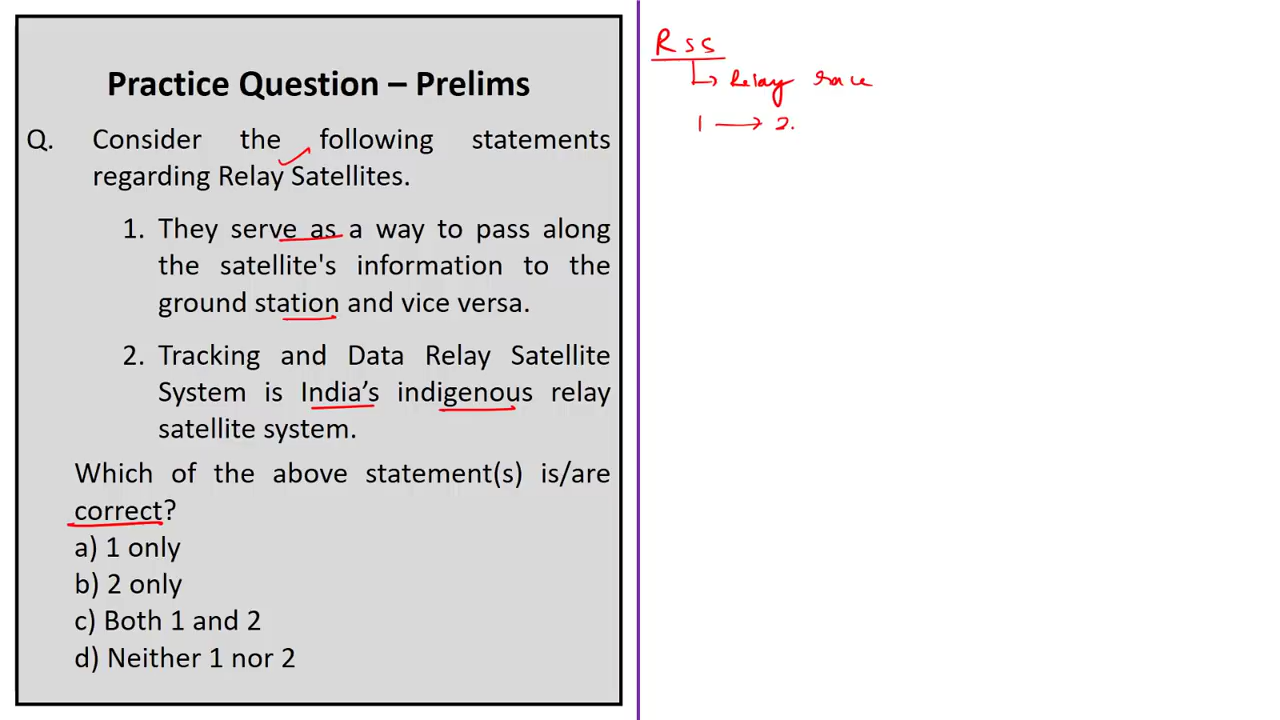 Practice Question – Prelims
Q. Consider the following statements
regarding Relay Satellites.
1. They serve as a way to pass along
the satellite's information to the
ground station and vice versa.
2. Tracking and Data Relay Satellite
System is India’s indigenous relay
satellite system.
Which of the above statement(s) is/are
correct?
a) 1 only
b) 2 only
c) Both 1 and 2
d) Neither 1 nor 2
Rss
Relay race
1 → 2.